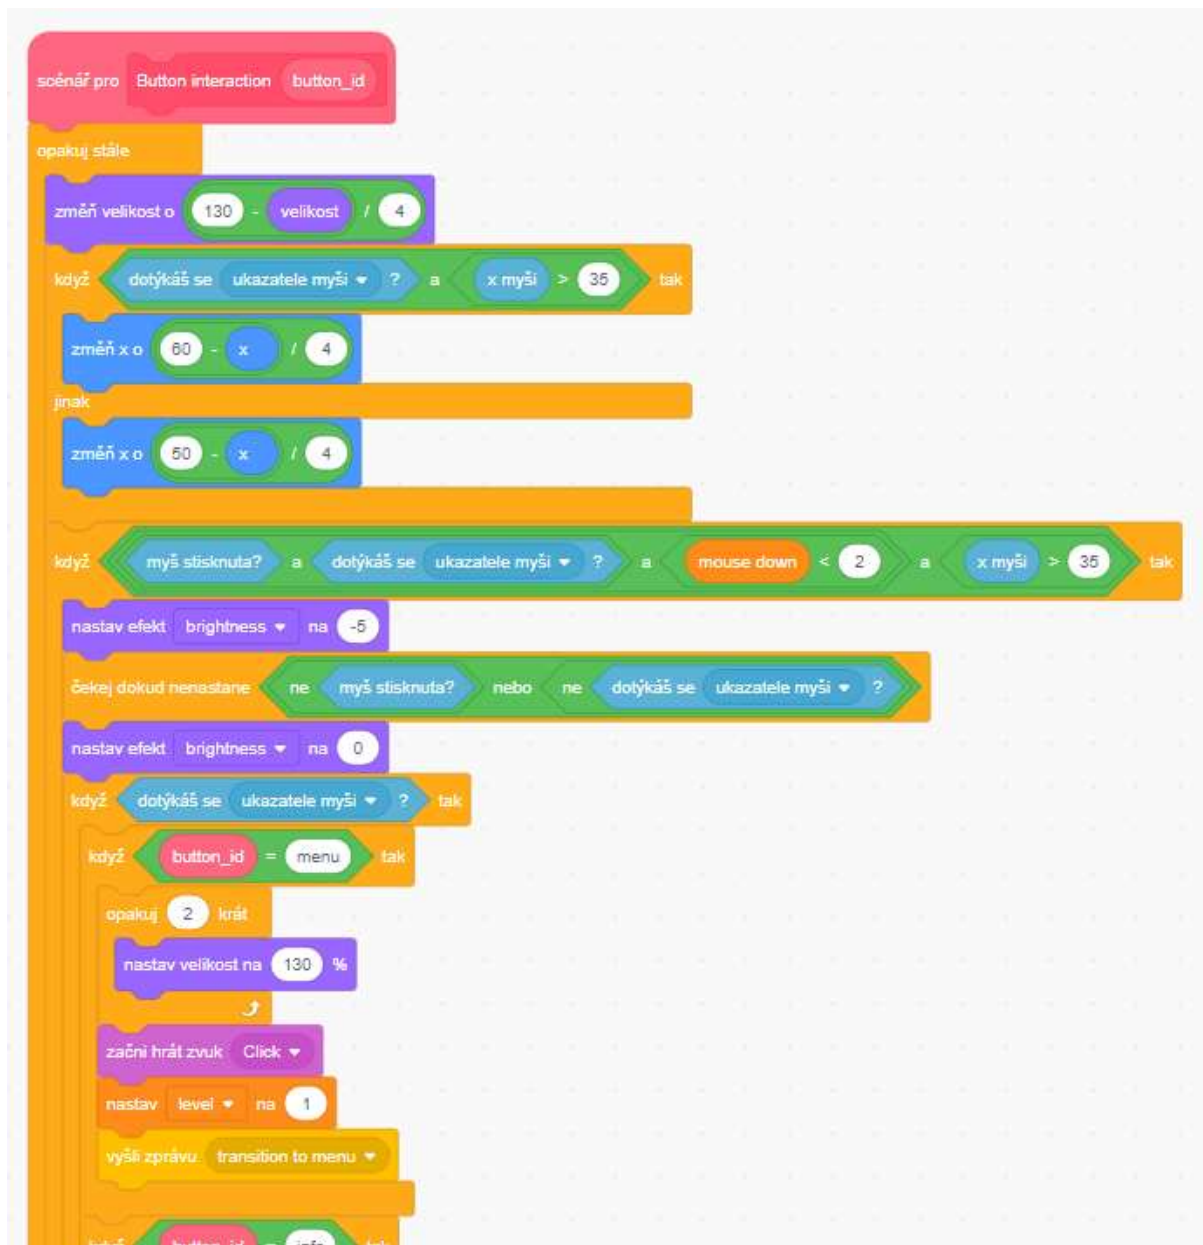 scénář pro Button interaction button_id
opakuj stále
změň velikost o 130 - velikost / 4
když dotýkáš se ukazatele myši ? a x myši > 35 tak
změň x o 60 - x / 4
jinak
změň x o 50 - x / 4
když myš stisknuta? a dotýkáš se ukazatele myši ? a mouse down < 2 a x myši > 35 tak
nastav efekt brightness na -5
čekej dokud nenastane ne myš stisknuta? nebo ne dotýkáš se ukazatele myši ?
nastav efekt brightness na 0
když dotýkáš se ukazatele myši ? tak
když button_id = menu tak
opakuj 2 krát
nastav velikost na 130 %
začni hrát zvuk Click
nastav level na 1
vyšli zprávu transition to menu
když button_id = info tak